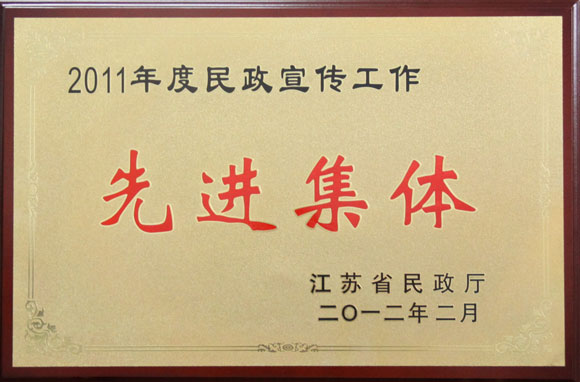 2011年度民政宣传工作
先进集体
江苏省民政厅
二〇一二年二月